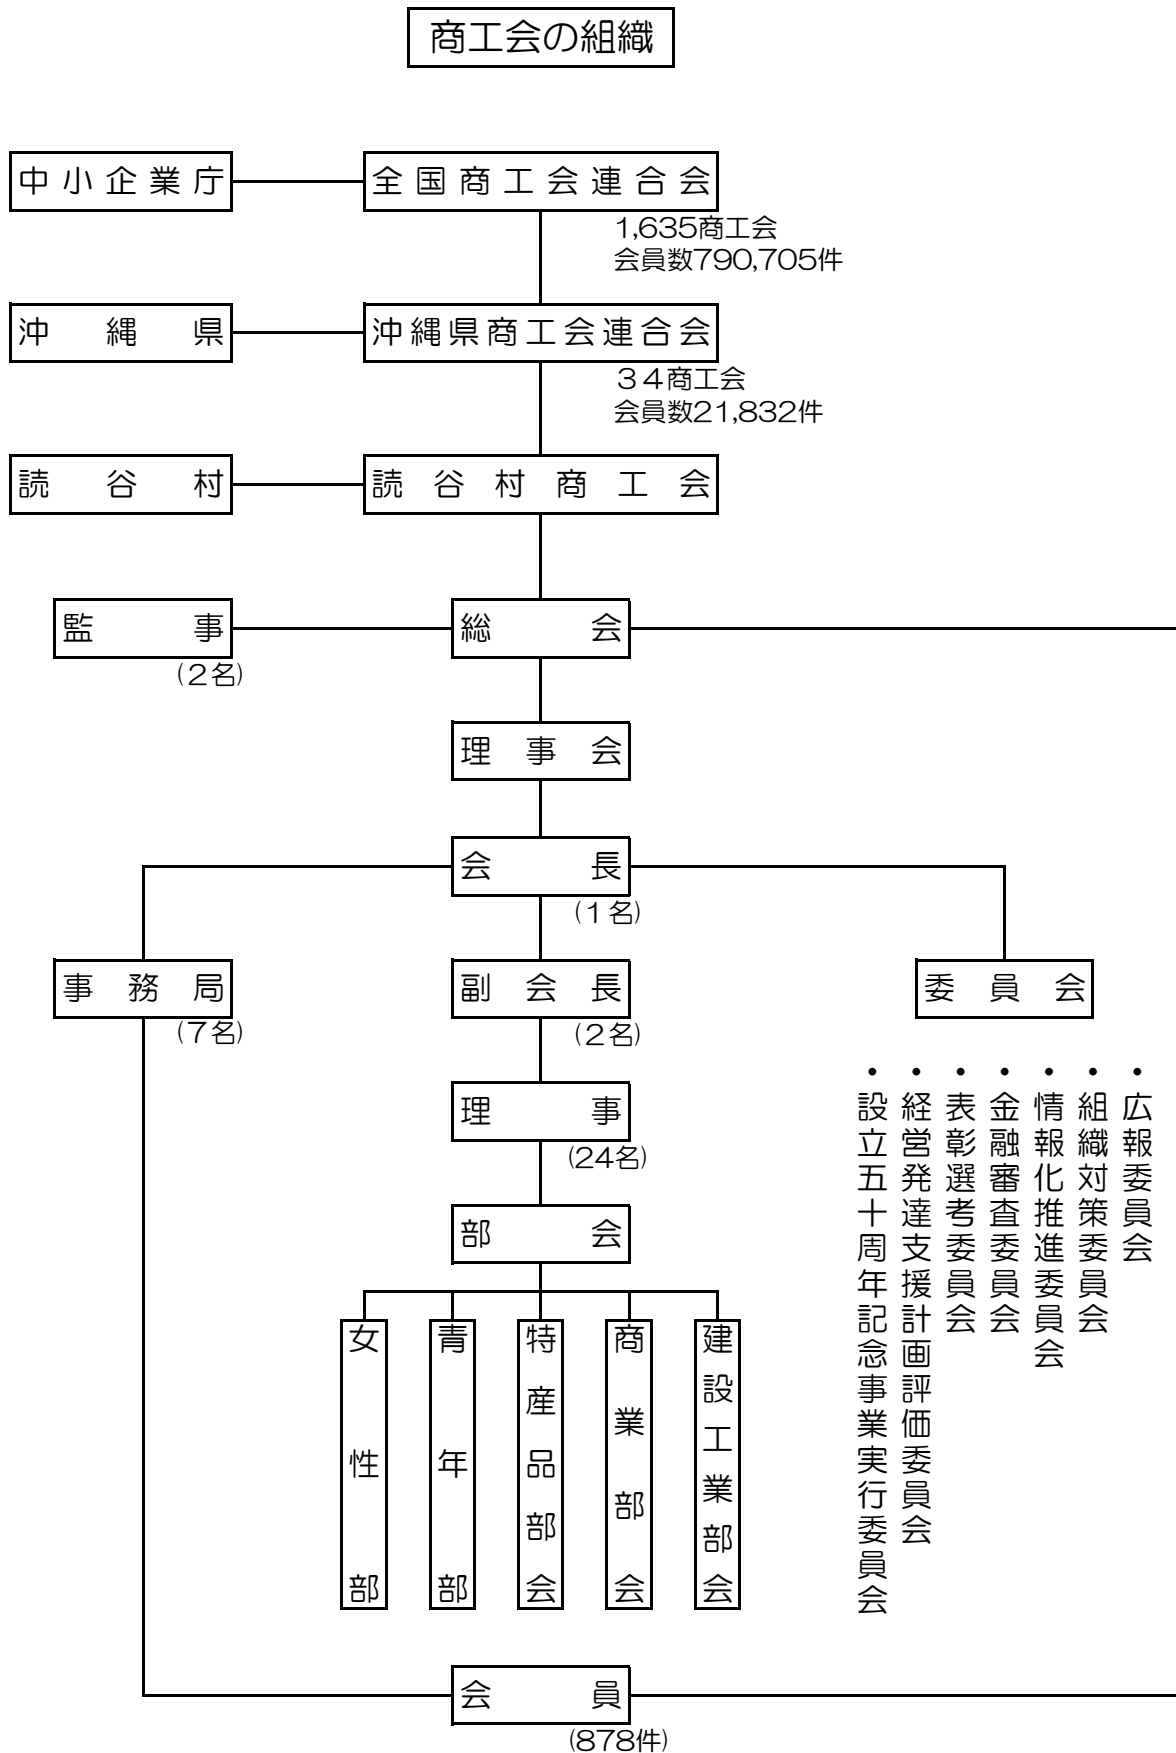 商工会の組織
中小企業庁
全国商工会連合会
1,635商工会
会員数790,705件
沖縄県
沖縄県商工会連合会
３４商工会
会員数21,832件
読谷村
読谷村商工会
監事
(２名)
総会
理事会
会長
(１名)
事務局
(７名)
副会長
(２名)
委員会
理事
(24名)
部会
・広報委員会
・組織対策委員会
・情報化推進委員会
・金融審査委員会
・表彰選考委員会
・経営発達支援計画評価委員会
・設立五十周年記念事業実行委員会
建設工業部会
商業部会
特産品部会
青年部
女性部
会員
(878件)